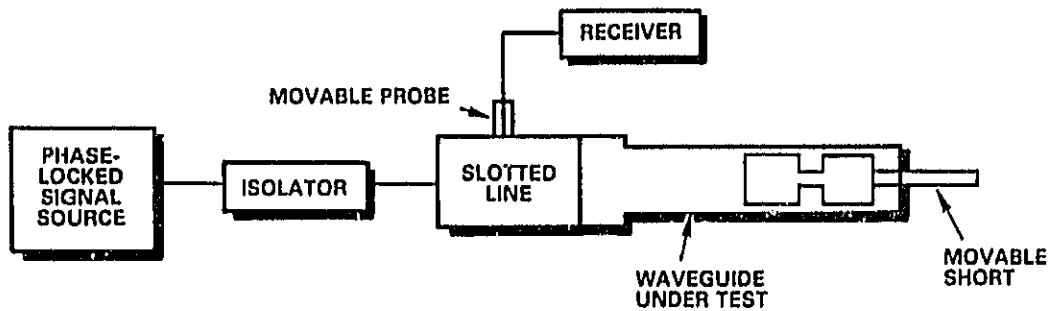 RECEIVER
MOVABLE PROBE
PHASE-
LOCKED
SIGNAL
SOURCE
ISOLATOR
SLOTTED
LINE
WAVEGUIDE
UNDER TEST
MOVABLE
SHORT